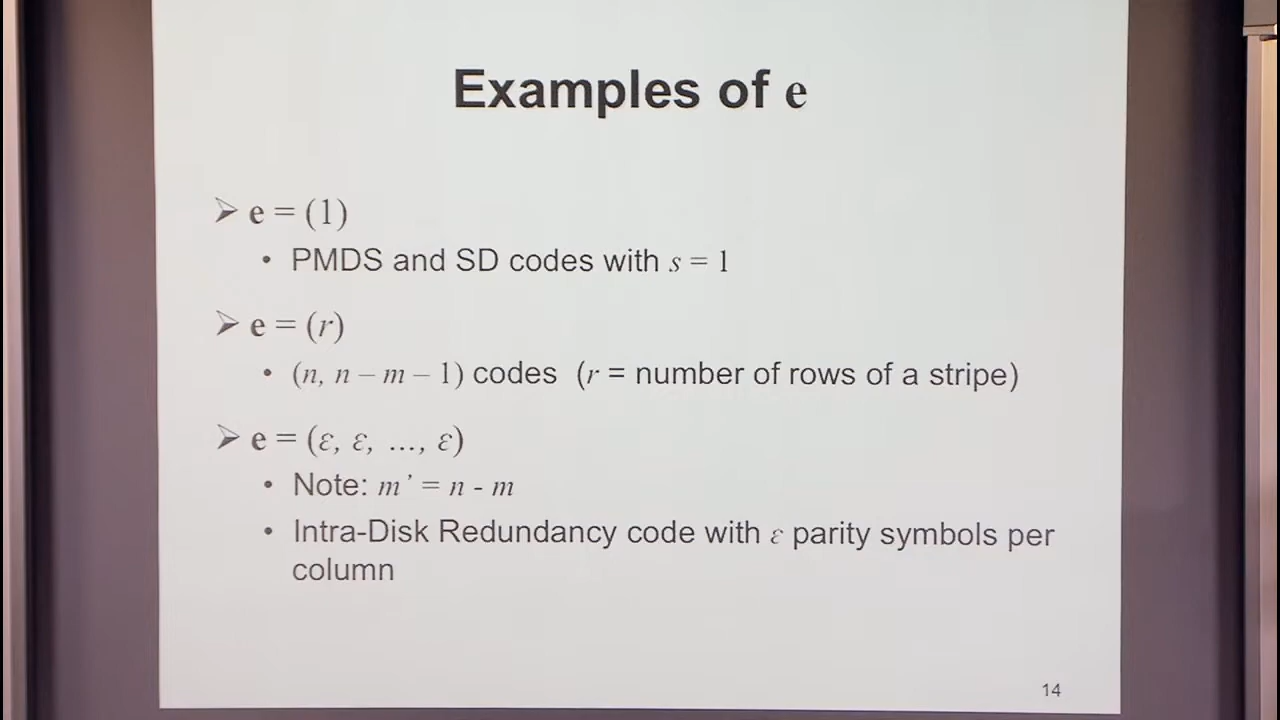 Examples of e
➢ e = (1)
• PMDS and SD codes with s = 1
➢ e = (r)
• (n, n – m – 1) codes (r = number of rows of a stripe)
➢ e = (ε, ε, ..., ε)
• Note: m’ = n - m
• Intra-Disk Redundancy code with ε parity symbols per
column
14